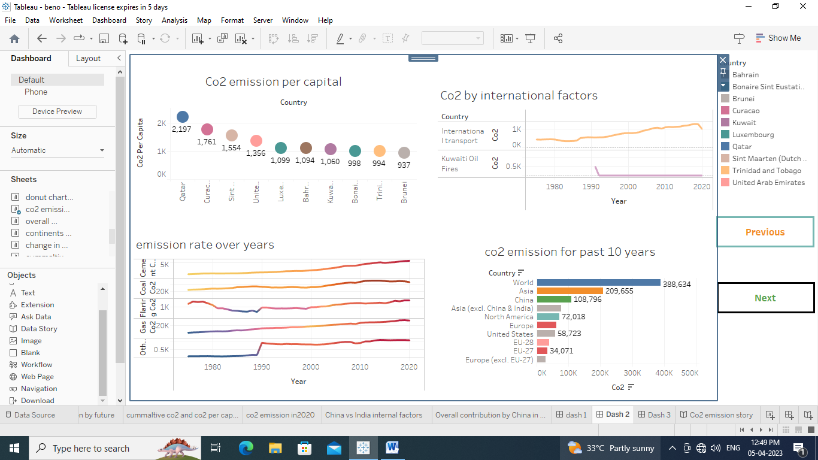 Tableau - beno - Tableau license expires in 5 days
File Data Worksheet Dashboard Story Analysis Map Format Server Window Help
Show Me
Dashboard Layout
Default
Phone
Device Preview
Size
Automatic
Sheets
donut chart...
co2 emissi...
overall ...
continents ...
change in ...
Objects
Text
Extension
Ask Data
Data Story
Image
Blank
Workflow
Web Page
Navigation
Download
Co2 emission per capital
Country
Co2 Per Capita
2K
1K
0K
2,197
1,761
1,554
1,356
1,099
1,094
1,060
998
994
937
Qatar
Curac..
Sint ..
Unite..
Luxe..
Bahr..
Kuwa..
Bonai..
Trini..
Brunei
Co2 by international factors
Country
Internationa
l transport
Co2
1K
0K
Kuwaiti Oil
Fires
Co2
0.5K
1980 1990 2000 2010 2020
Year
untry
Bahrain
Bonaire Sint Eustati..
Brunei
Curacao
Kuwait
Luxembourg
Qatar
Sint Maarten (Dutch ..
Trinidad and Tobago
United Arab Emirates
Previous
Next
emission rate over years
5K
20K
1K
20K
0.5K
1980 1990 2000 2010 2020
Year
co2 emission for past 10 years
Country
World 388,634
Asia 209,655
China 108,796
Asia (excl. China & India)
North America 72,018
Europe
United States 58,723
EU-28
EU-27 34,071
Europe (excl. EU-27)
0K 100K 200K 300K 400K 500K
Co2
Data Source n by future cummaltive co2 and co2 per cap... co2 emission in2020 China vs India internal factors Overall contribution by China in ... dash 1 Dash 2 Dash.3 Co2 emission story
Type here to search
33°C Partly sunny
ENG
12:49 PM
05-04-2023